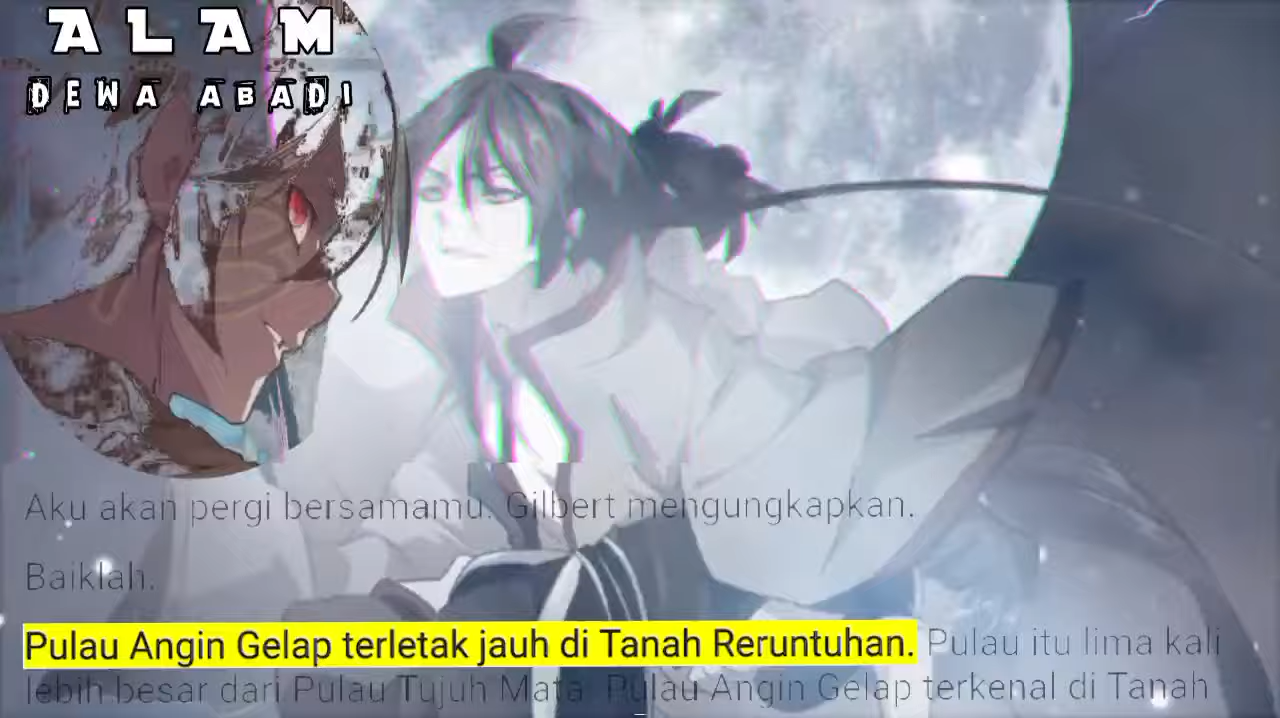 ALAM
DEWA ABADI
Aku akan pergi bersamamu. Gilbert mengungkapkan.
Baiklah.
Pulau Angin Gelap terletak jauh di Tanah Reruntuhan. Pulau itu lima kali
lebih besar dari Pulau Tujuh Mata. Pulau Angin Gelap terkenal di Tanah